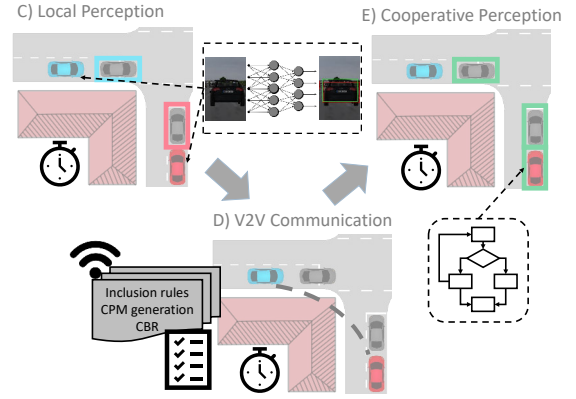 C) Local Perception
E) Cooperative Perception
D) V2V Communication
Inclusion rules
CPM generation
CBR